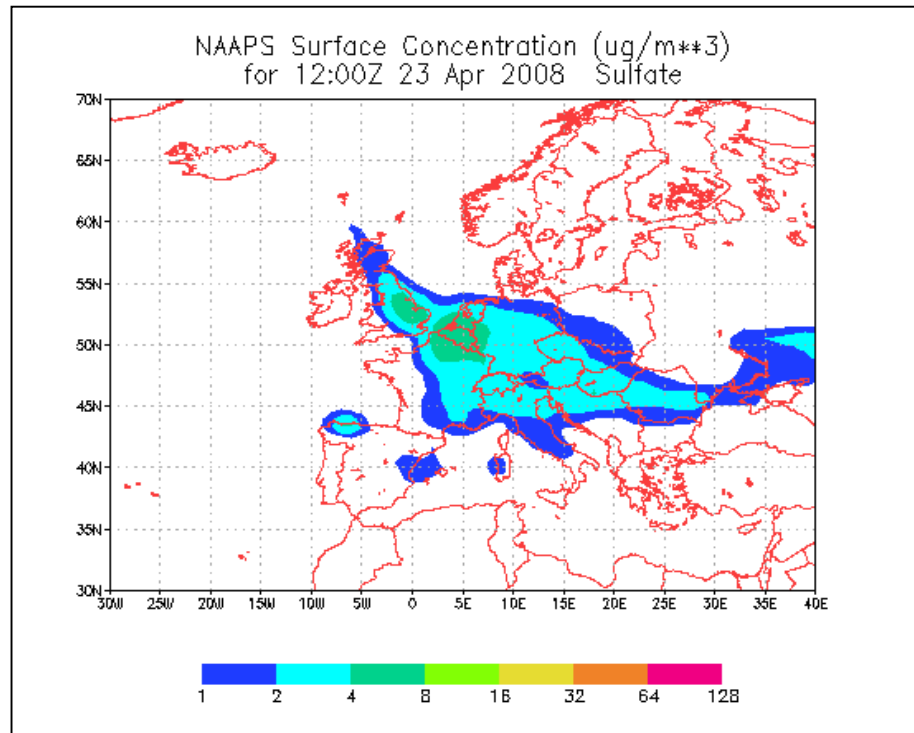 NAAPS Surface Concentration (ug/m**3)
for 12:00Z 23 Apr 2008 Sulfate
70N
65N
60N
55N
50N
45N
40N
35N
30N
30W 25W 20W 15W 10W 5W 0 5E 10E 15E 20E 25E 30E 35E 40E
1 2 4 8 16 32 64 128